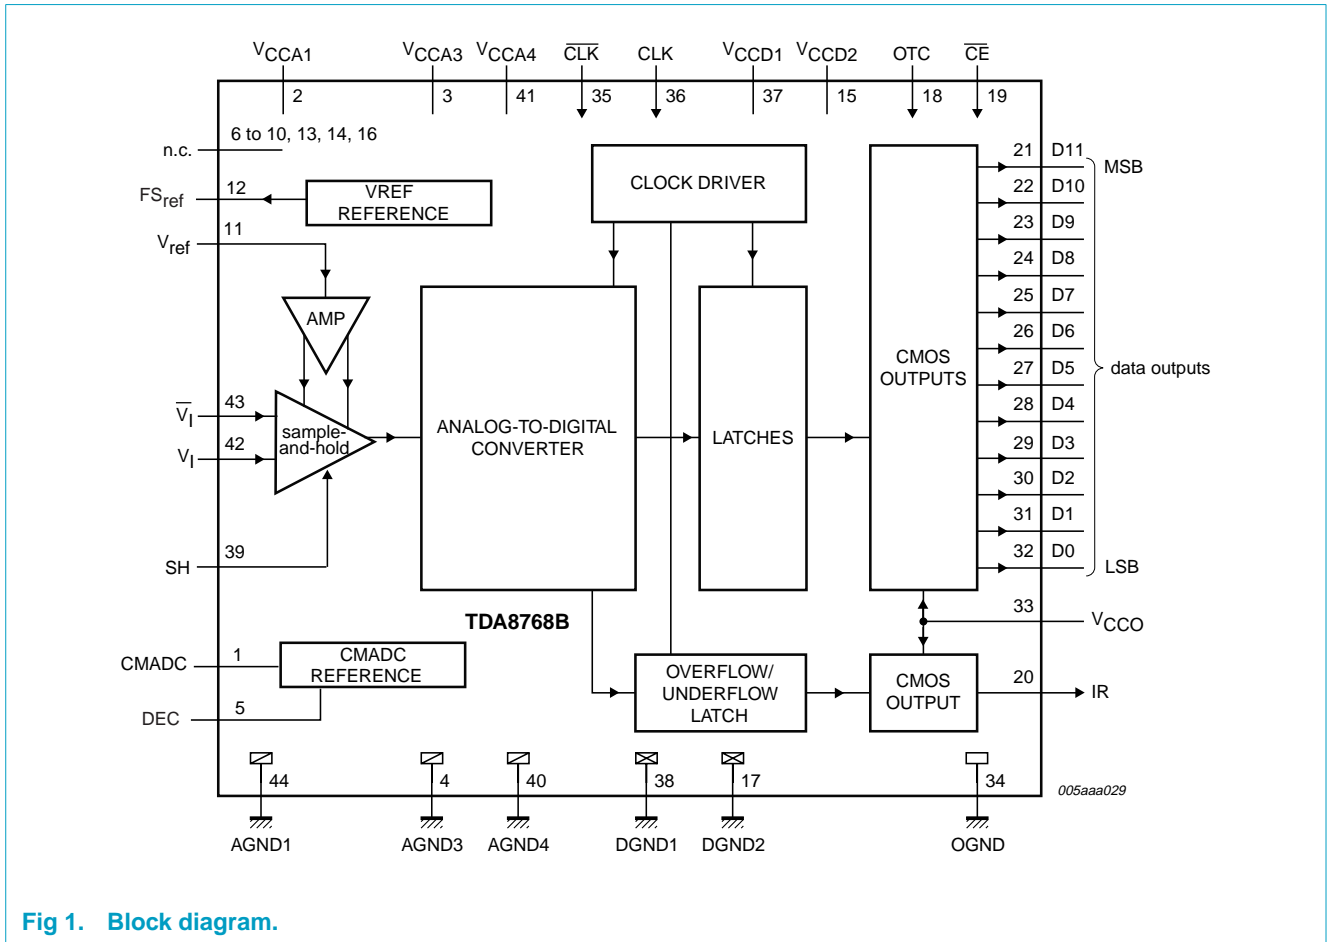 VCCA1 VCCA3 VCCA4 C̅L̅K̅ CLK VCCD1 VCCD2 OTC C̅E̅
2 3 41 35 36 37 15 18 19
6 to 10, 13, 14, 16
n.c.
21 D11
MSB
CLOCK DRIVER
22 D10
FSref 12
VREF
REFERENCE
23 D9
Vref 11
24 D8
25 D7
AMP
26 D6
CMOS
OUTPUTS
27 D5
data outputs
V̅I 43
28 D4
sample-
and-hold
ANALOG-TO-DIGITAL
CONVERTER
LATCHES
VI 42
29 D3
30 D2
31 D1
SH 39
32 D0
LSB
TDA8768B
33
VCCO
CMADC 1
CMADC
REFERENCE
OVERFLOW/
UNDERFLOW
LATCH
CMOS
OUTPUT
20
IR
DEC 5
44 4 40 38 17 34
005aaa029
AGND1 AGND3 AGND4 DGND1 DGND2 OGND
Fig 1. Block diagram.